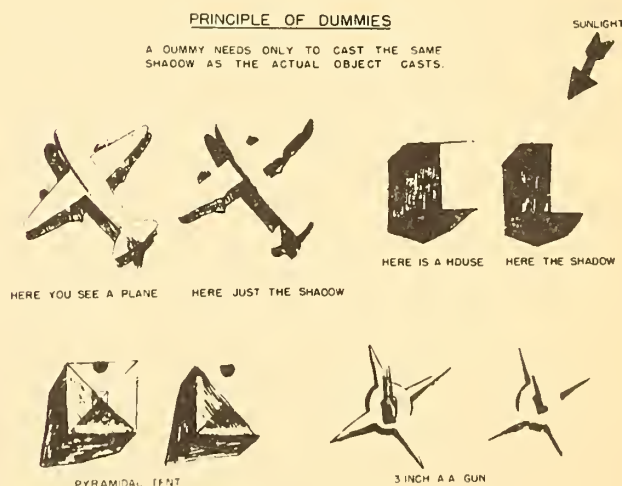 PRINCIPLE OF DUMMIES
SUNLIGHT
A DUMMY NEEDS ONLY TO CAST THE SAME
SHADOW AS THE ACTUAL OBJECT CASTS.
HERE YOU SEE A PLANE
HERE JUST THE SHADOW
HERE IS A HOUSE
HERE THE SHADOW
PYRAMIDAL TENT
3 INCH A A GUN